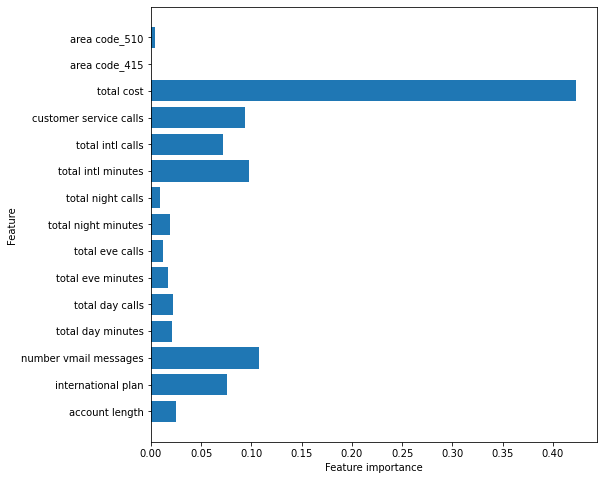 area code_510
area code_415
total cost
customer service calls
total intl calls
total intl minutes
total night calls
total night minutes
total eve calls
total eve minutes
total day calls
total day minutes
number vmail messages
international plan
account length
Feature
0.00 0.05 0.10 0.15 0.20 0.25 0.30 0.35 0.40
Feature importance